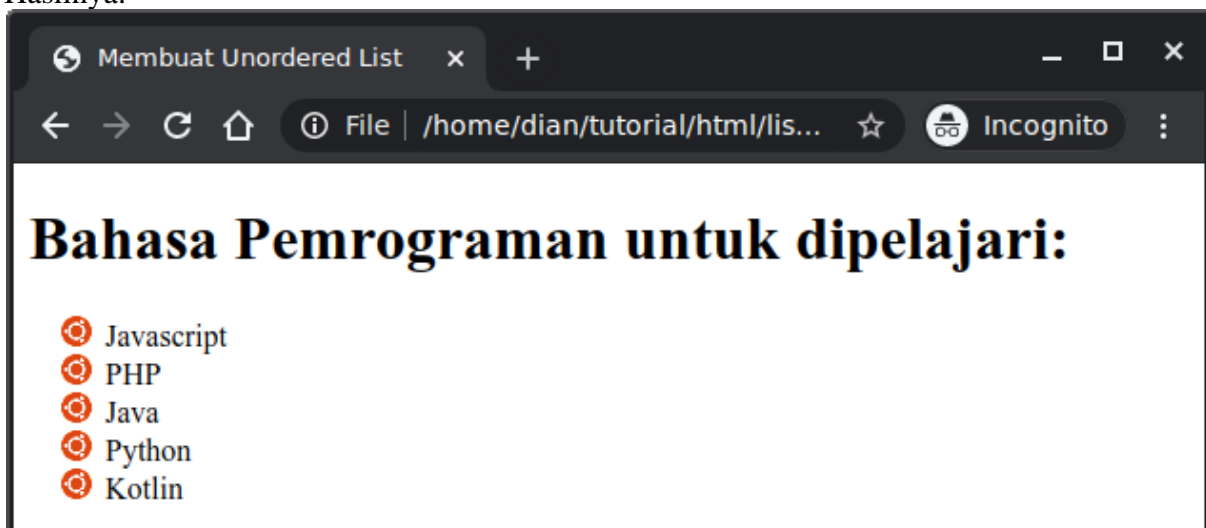 Hasilnya:
Membuat Unordered List
File | /home/dian/tutorial/html/lis... Incognito
Bahasa Pemrograman untuk dipelajari:
Javascript
PHP
Java
Python
Kotlin